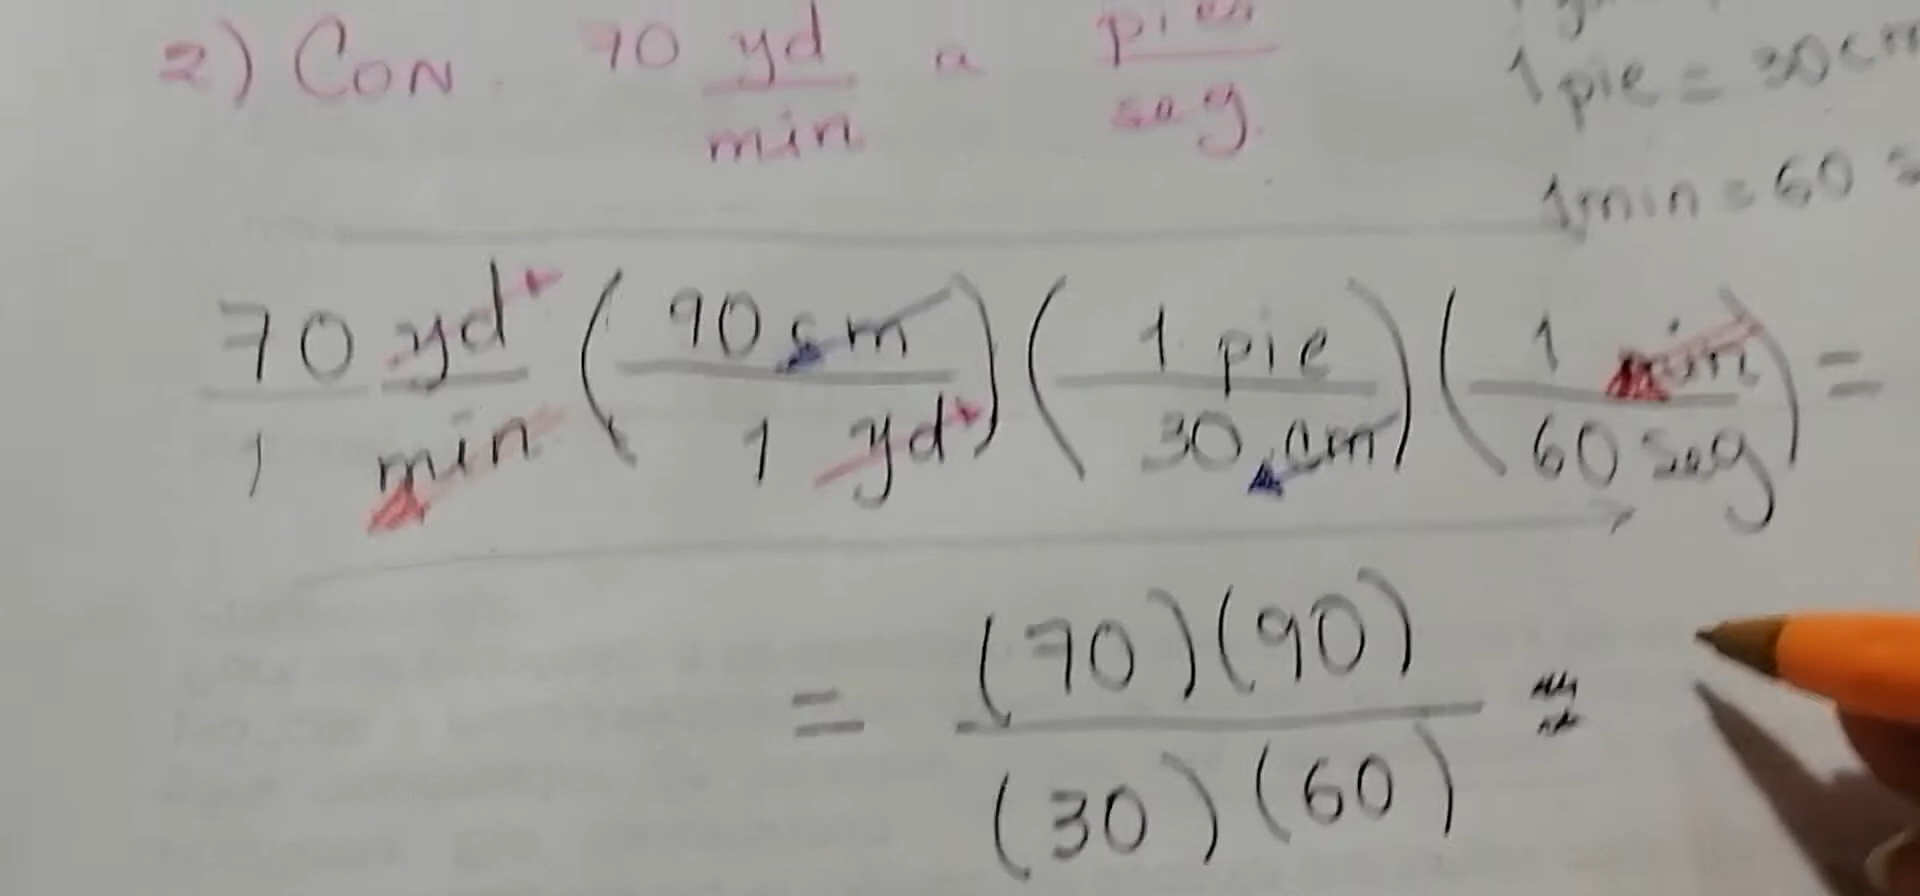 2) CON. 70 yd/min a pies/seg.
1 pie = 30 cm
1 min = 60 s
70 yd/1 min (90 cm/1 yd) (1 pie/30 cm) (1 min/60 seg) =
= (70)(90)/(30)(60) =